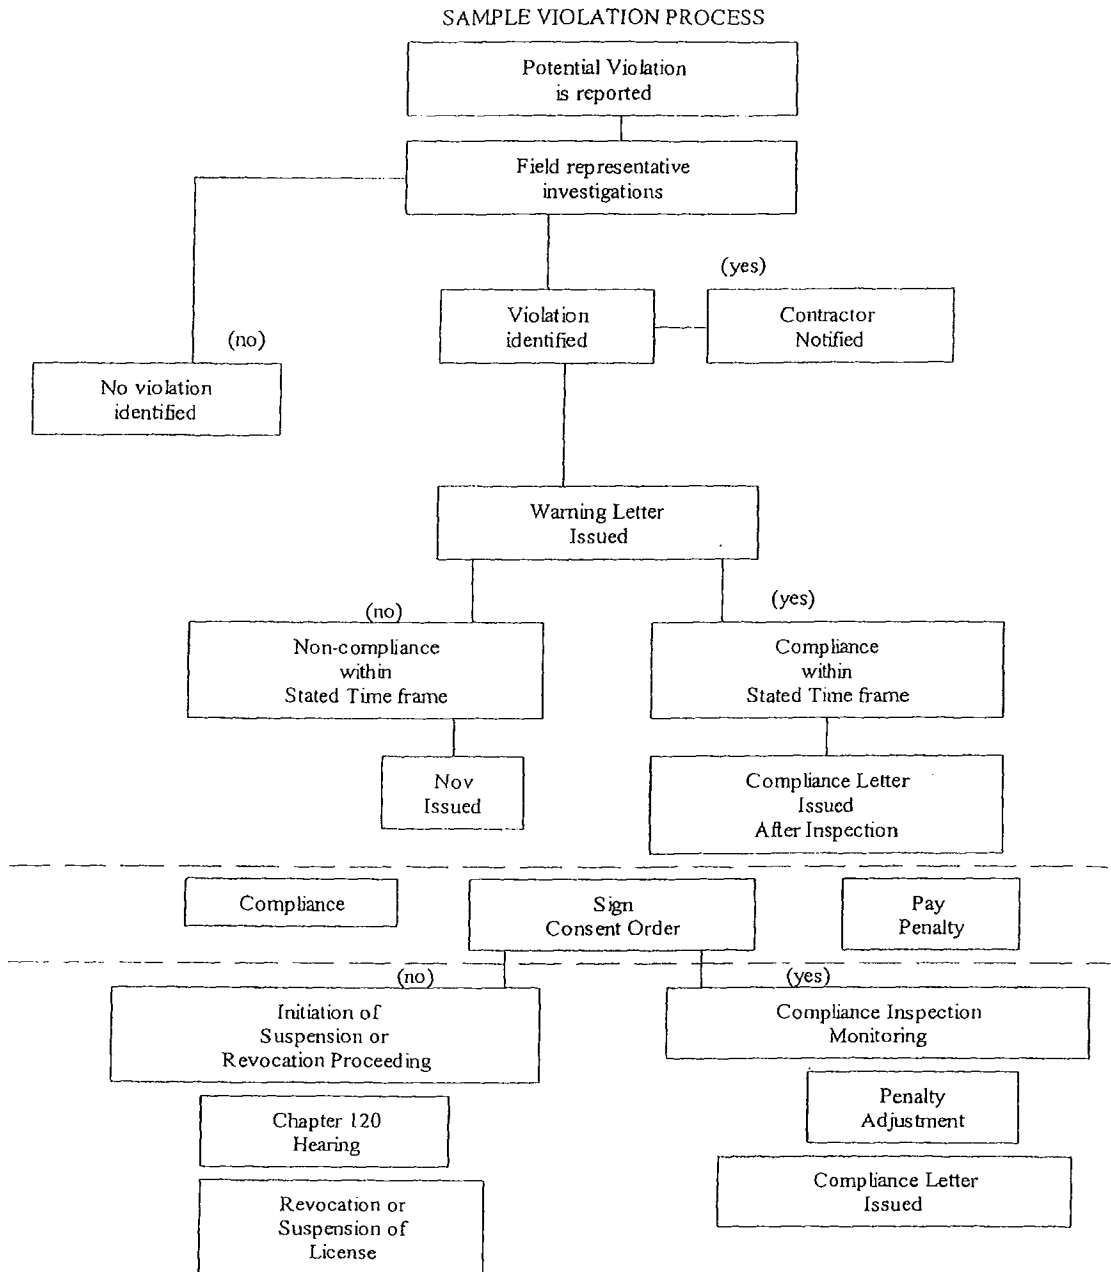 SAMPLE VIOLATION PROCESS
Potential Violation
is reported
Field representative
investigations
(yes)
Violation
identified
Contractor
Notified
(no)
No violation
identified
Warning Letter
Issued
(no)
(yes)
Non-compliance
within
Stated Time frame
Compliance
within
Stated Time frame
Nov
Issued
Compliance Letter
Issued
After Inspection
Compliance
Sign
Consent Order
Pay
Penalty
(no)
(yes)
Initiation of
Suspension or
Revocation Proceeding
Compliance Inspection
Monitoring
Chapter 120
Hearing
Penalty
Adjustment
Revocation or
Suspension of
License
Compliance Letter
Issued